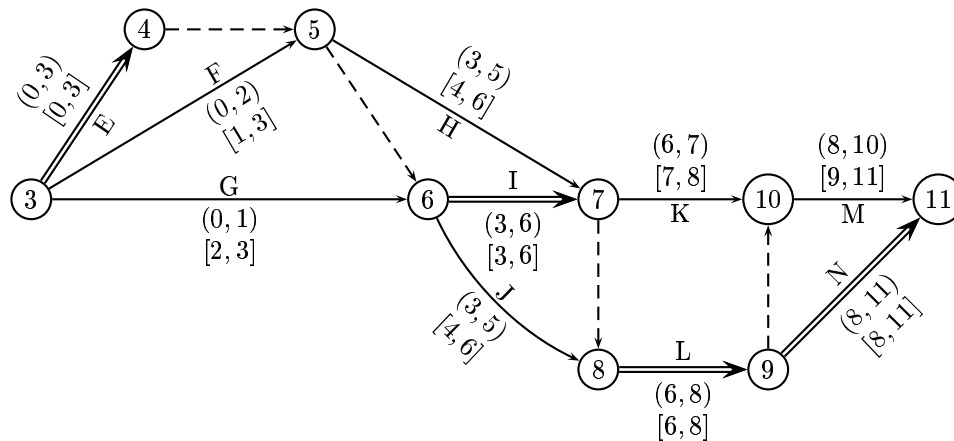 4
5
(0, 3)
[0, 3]
E
F
(0, 2)
[1, 3]
(3, 5)
[4, 6]
H
3
G
(0, 1)
[2, 3]
6
I
(3, 6)
[3, 6]
7
(6, 7)
[7, 8]
K
10
(8, 10)
[9, 11]
M
11
J
(3, 5)
[4, 6]
N
(8, 11)
[8, 11]
8
L
(6, 8)
[6, 8]
9